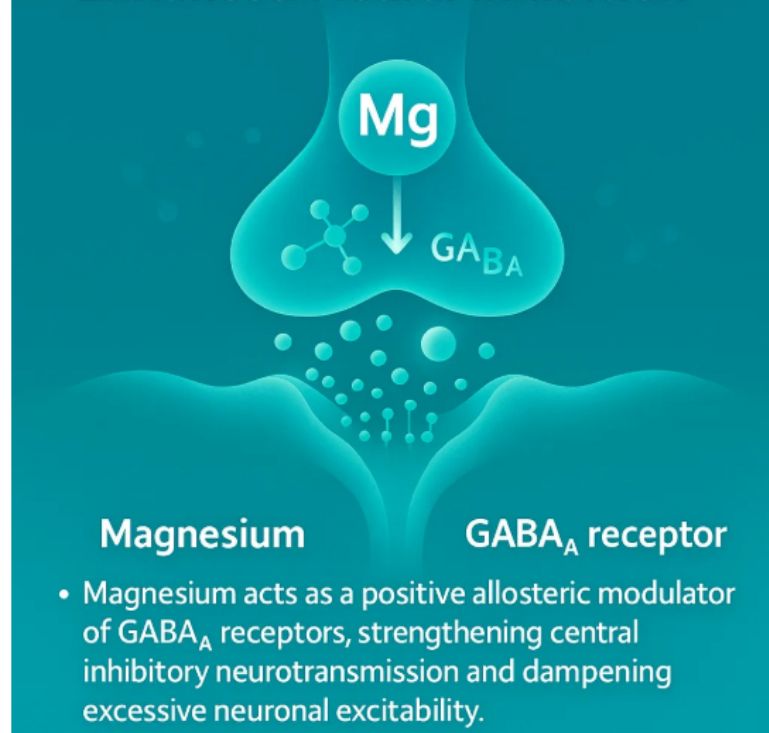 Mg
GABA
Magnesium
GABAA receptor
• Magnesium acts as a positive allosteric modulator
of GABAA receptors, strengthening central
inhibitory neurotransmission and dampening
excessive neuronal excitability.